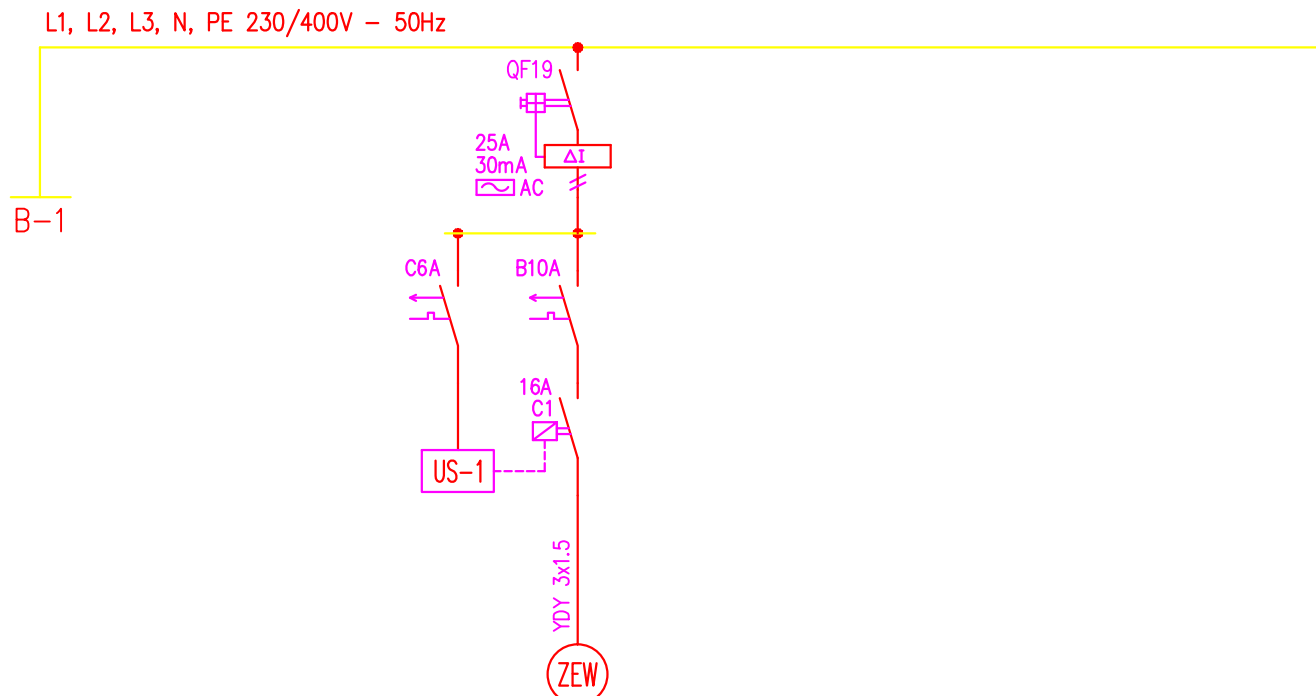 L1, L2, L3, N, PE 230/400V - 50Hz
QF19
25A
30mA
ΔI
AC
B-1
C6A
B10A
16A
C1
US-1
YDY 3x1.5
ZEW